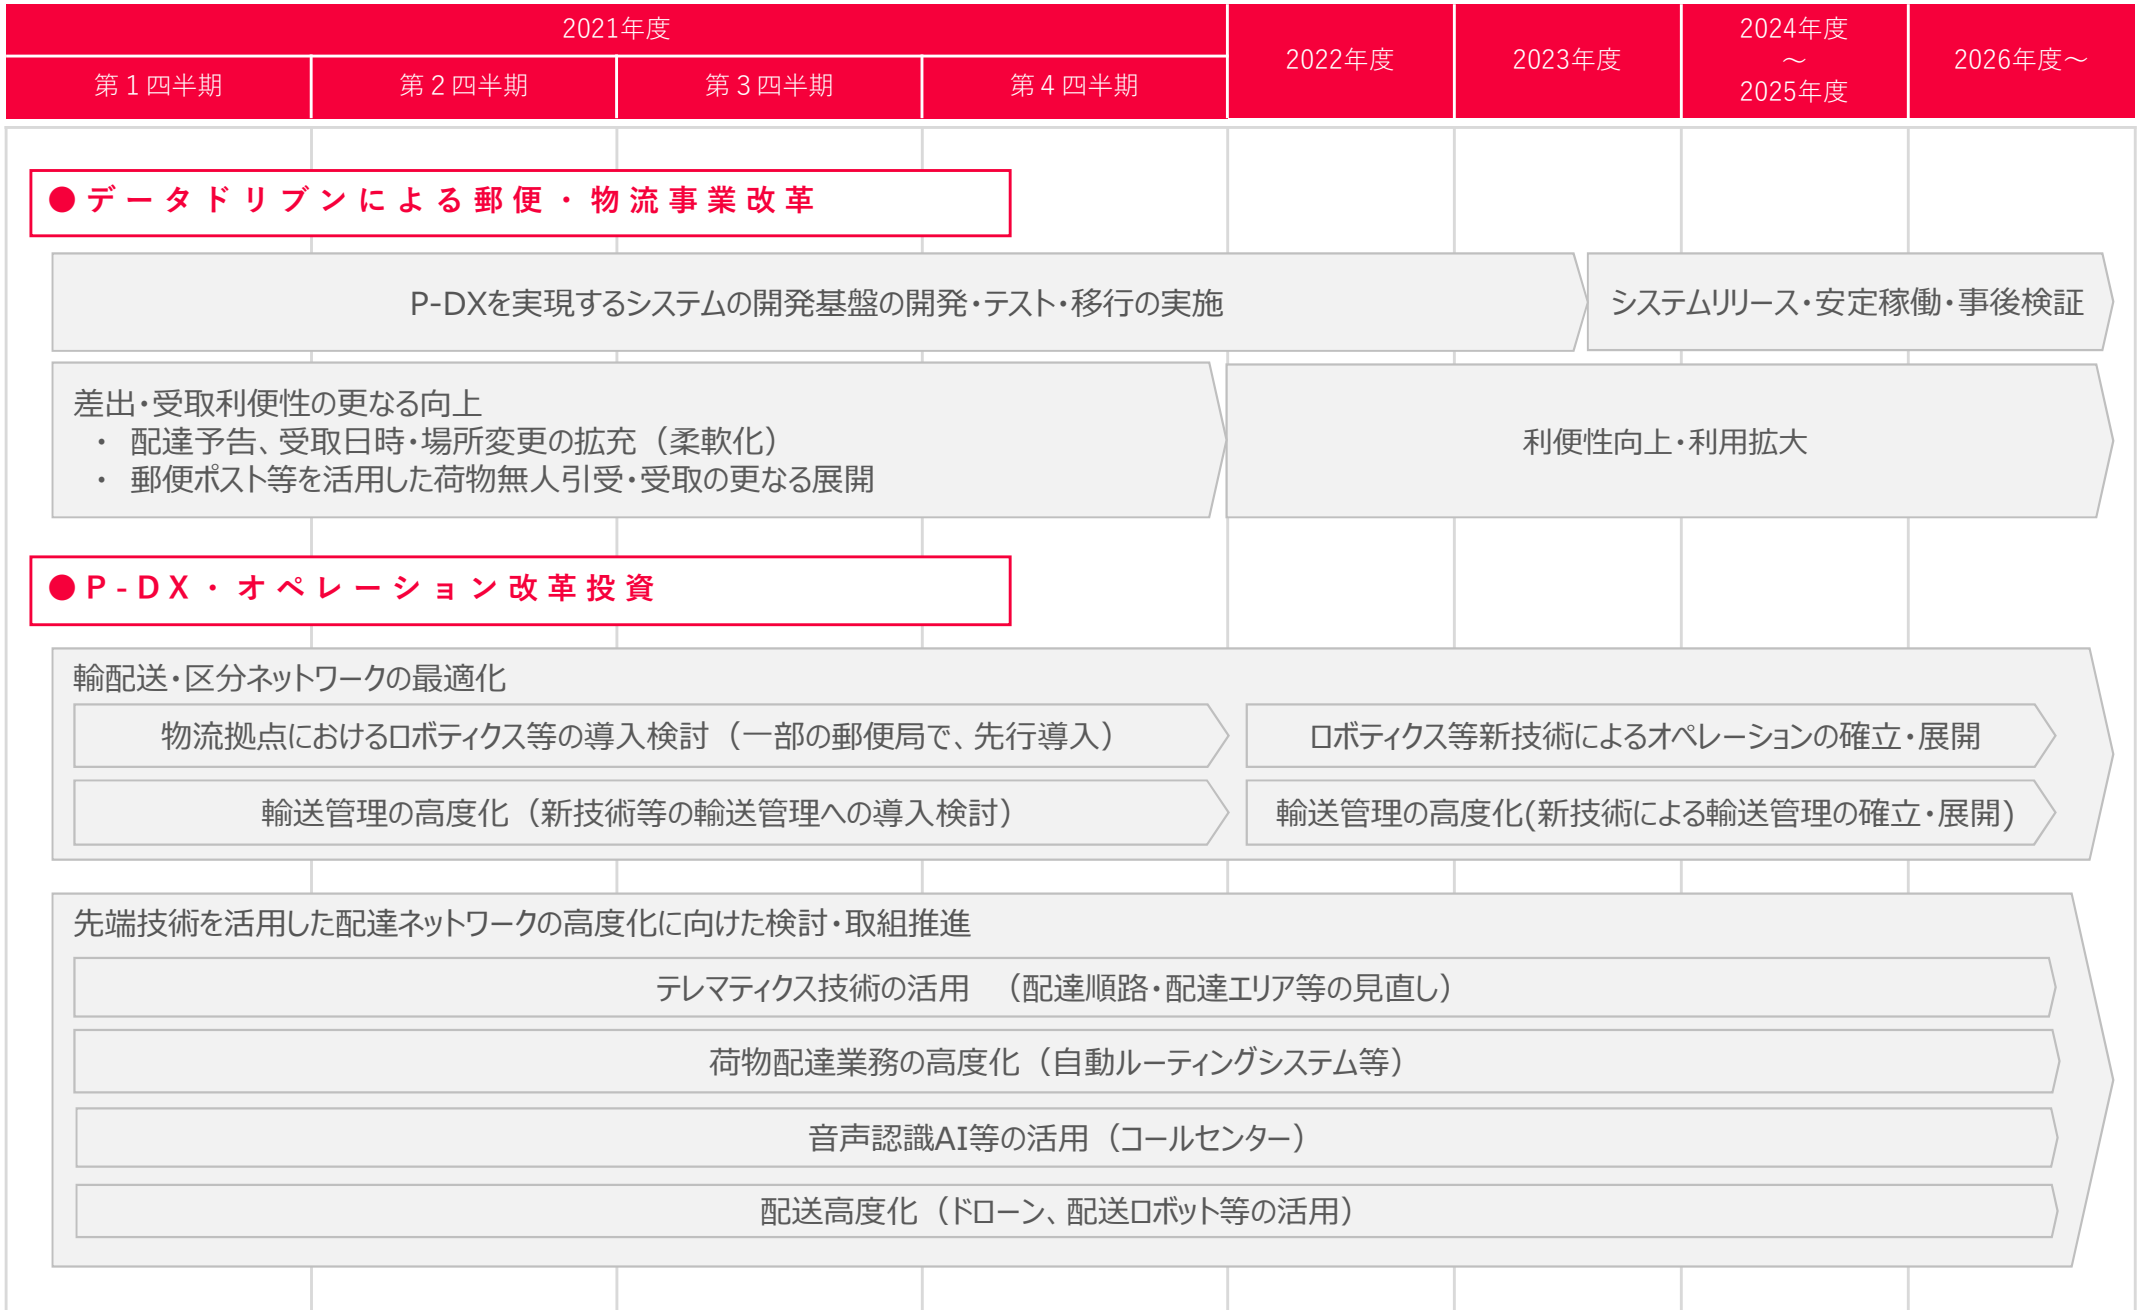 2021年度
第1四半期
第2四半期
第3四半期
第4四半期
2022年度
2023年度
2024年度
～
2025年度
2026年度～
●データドリブンによる郵便・物流事業改革
P-DXを実現するシステムの開発基盤の開発・テスト・移行の実施
システムリリース・安定稼働・事後検証
差出・受取利便性の更なる向上
・ 配達予告、受取日時・場所変更の拡充（柔軟化）
・ 郵便ポスト等を活用した荷物無人引受・受取の更なる展開
利便性向上・利用拡大
●P-DX・オペレーション改革投資
輸配送・区分ネットワークの最適化
物流拠点におけるロボティクス等の導入検討（一部の郵便局で、先行導入）
ロボティクス等新技術によるオペレーションの確立・展開
輸送管理の高度化（新技術等の輸送管理への導入検討）
輸送管理の高度化(新技術による輸送管理の確立・展開)
先端技術を活用した配達ネットワークの高度化に向けた検討・取組推進
テレマティクス技術の活用　（配達順路・配達エリア等の見直し）
荷物配達業務の高度化（自動ルーティングシステム等）
音声認識AI等の活用（コールセンター）
配送高度化（ドローン、配送ロボット等の活用）